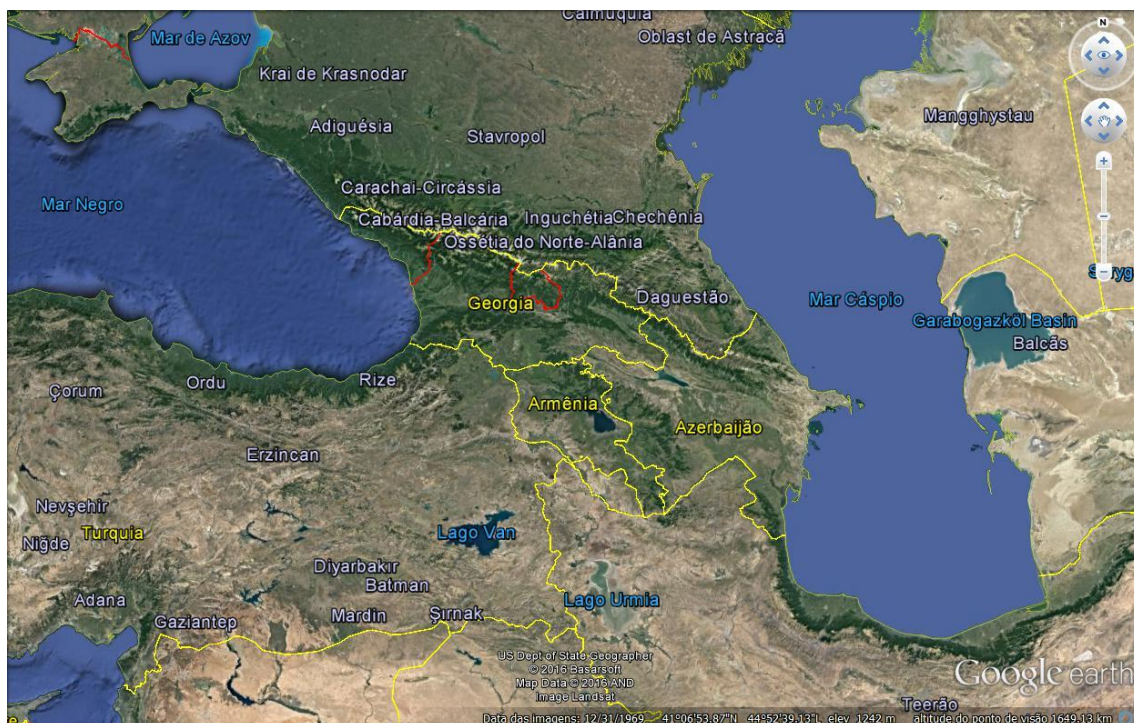 Calmúquia
Mar de Azov
Oblast de Astracã
Krai de Krasnodar
Mangghystau
Adiguésia
Stavropol
Carachai-Circássia
Mar Negro
Cabárdia-Balcária
Inguchétia
Chechênia
Ossétia do Norte-Alânia
Daguestão
Mar Cáspio
Georgia
Garabogazköl Basin
Balcãs
Rize
Ordu
Çorum
Armênia
Azerbaijão
Erzincan
Nevşehir
Turquia
Niğde
Lago Van
Diyarbakır
Batman
Adana
Mardin
Şırnak
Gaziantep
Lago Urmia
US Dept of State Geographer
© 2016 Basarsoft
Map Data © 2016 AND
Image Landsat
Google earth
Teerão
Data das imagens: 12/31/1969 41°06'53.87"N 44°52'39.13"L elev 1242 m altitude do ponto de visão 1649.13 km
N